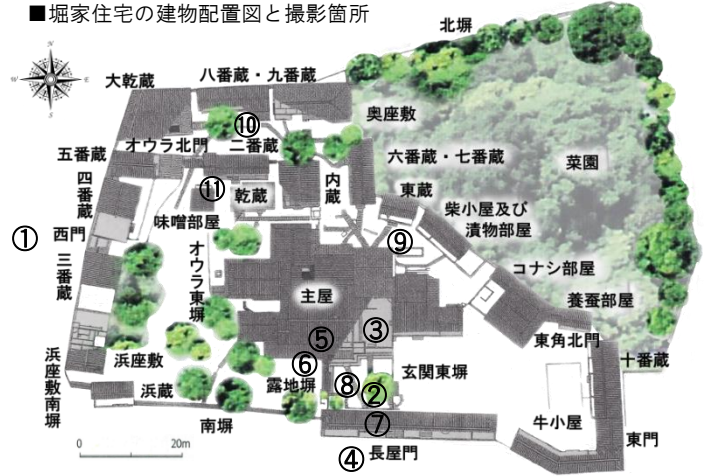 ■堀家住宅の建物配置図と撮影箇所
北塀
N
W
E
S
大乾蔵
八番蔵・九番蔵
奥座敷
⑩
オウラ北門
二番蔵
五番蔵
六番蔵・七番蔵
菜園
四番蔵
⑪
乾蔵
内蔵
東蔵
柴小屋及び
漬物部屋
味噌部屋
①
西門
⑨
コナシ部屋
三番蔵
オウラ東塀
主屋
養蚕部屋
③
⑤
東角北門
十番蔵
浜座敷
⑥
浜座敷南塀
露地塀
⑧
②
玄関東塀
浜蔵
南塀
⑦
牛小屋
東門
④
長屋門
0
20m